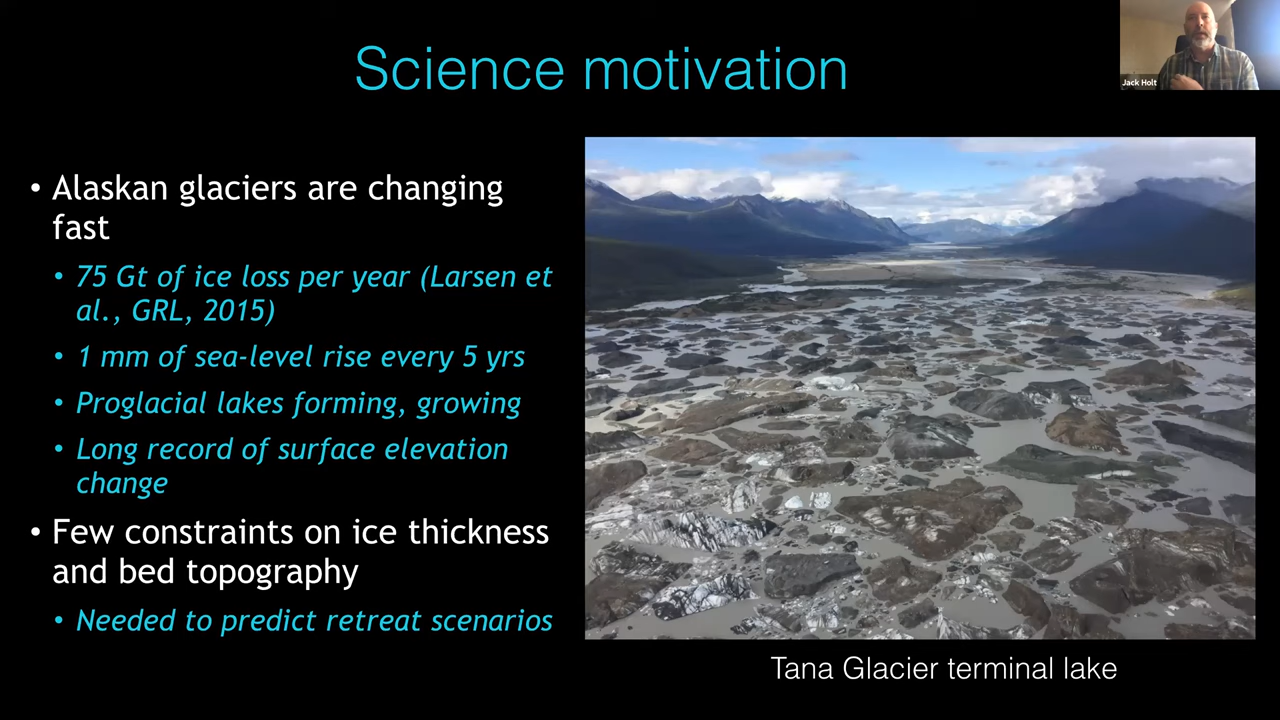 Science motivation
Jack Holt
• Alaskan glaciers are changing
fast
• 75 Gt of ice loss per year (Larsen et
al., GRL, 2015)
• 1 mm of sea-level rise every 5 yrs
• Proglacial lakes forming, growing
• Long record of surface elevation
change
• Few constraints on ice thickness
and bed topography
• Needed to predict retreat scenarios
Tana Glacier terminal lake